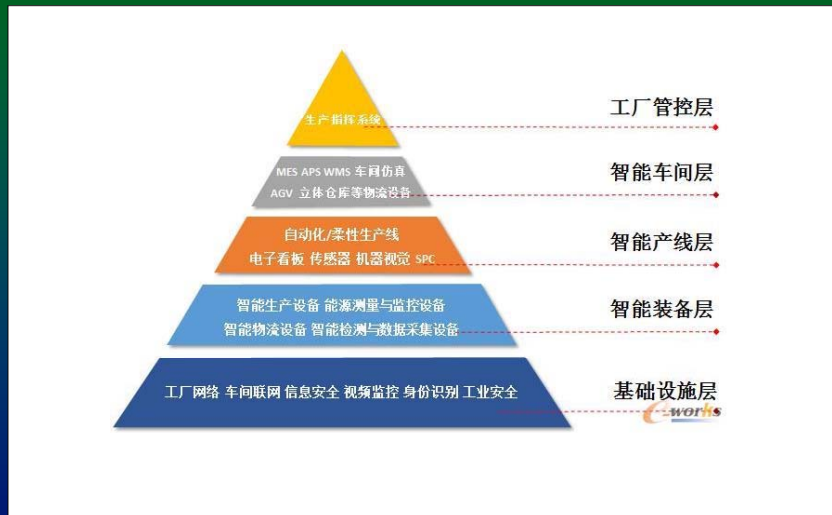 生产指挥系统
工厂管控层
MES APS WMS 车间仿真
AGV 立体仓库等物流设备
智能车间层
自动化/柔性生产线
电子看板 传感器 机器视觉 SPC
智能产线层
智能生产设备 能源测量与监控设备
智能物流设备 智能检测与数据采集设备
智能装备层
工厂网络 车间联网 信息安全 视频监控 身份识别 工业安全
基础设施层
e-works